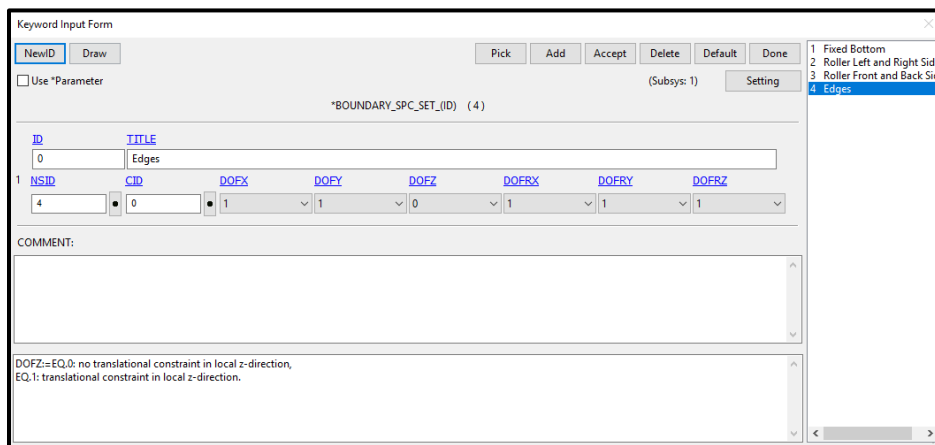 Keyword Input Form
NewID Draw Pick Add Accept Delete Default Done
Use *Parameter (Subsys: 1) Setting
*BOUNDARY_SPC_SET_(ID) (4)
ID TITLE
0 Edges
1 NSID CID DOFX DOFY DOFZ DOFRX DOFRY DOFRZ
4 0 1 1 0 1 1 1
COMMENT:
DOFZ:=EQ.0: no translational constraint in local z-direction,
EQ.1: translational constraint in local z-direction.
1 Fixed Bottom
2 Roller Left and Right Sid
3 Roller Front and Back Si
4 Edges